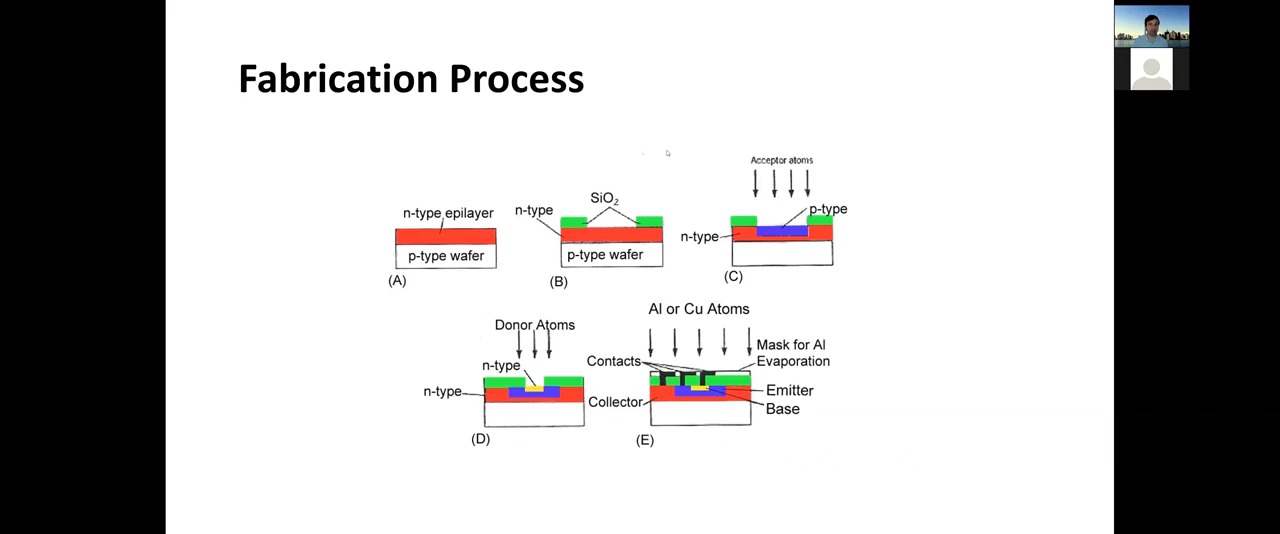 Fabrication Process
n-type epilayer
p-type wafer
(A)
SiO2
n-type
p-type wafer
(B)
Acceptor atoms
p-type
n-type
(C)
Donor Atoms
n-type
n-type
(D)
Al or Cu Atoms
Mask for Al
Evaporation
Contacts
Emitter
Collector
Base
(E)